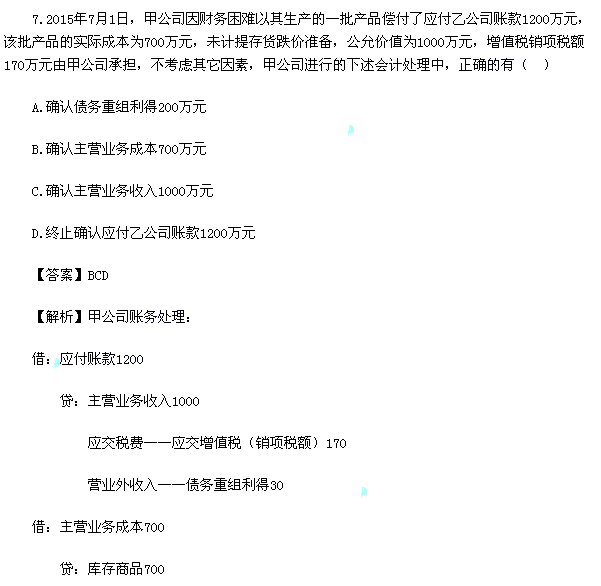 7.2015年7月1日，甲公司因财务困难以其生产的一批产品偿付了应付乙公司账款1200万元，
该批产品的实际成本为700万元，未计提存货跌价准备，公允价值为1000万元，增值税销项税额
170万元由甲公司承担，不考虑其它因素，甲公司进行的下述会计处理中，正确的有（ ）
A.确认债务重组利得200万元
B.确认主营业务成本700万元
C.确认主营业务收入1000万元
D.终止确认应付乙公司账款1200万元
【答案】BCD
【解析】甲公司账务处理：
借：应付账款1200
贷：主营业务收入1000
应交税费——应交增值税（销项税额）170
营业外收入——债务重组利得30
借：主营业务成本700
贷：库存商品700